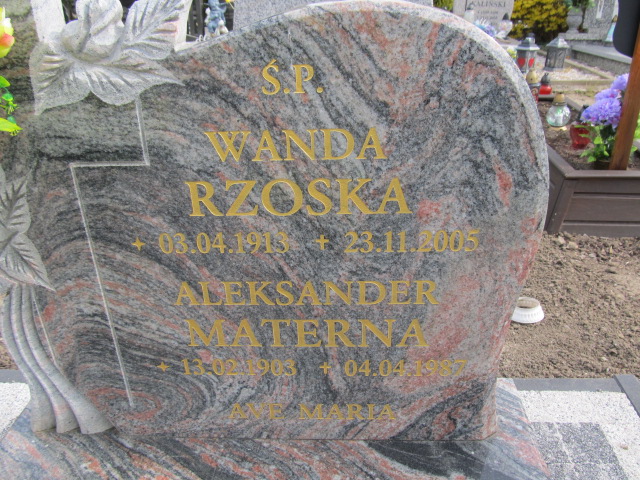 Ś.P.
WANDA
RZOSKA
✦ 03.04.1913 + 23.11.2005
ALEKSANDER
MATERNA
✦ 13.02.1903 + 04.04.1987
AVE MARIA